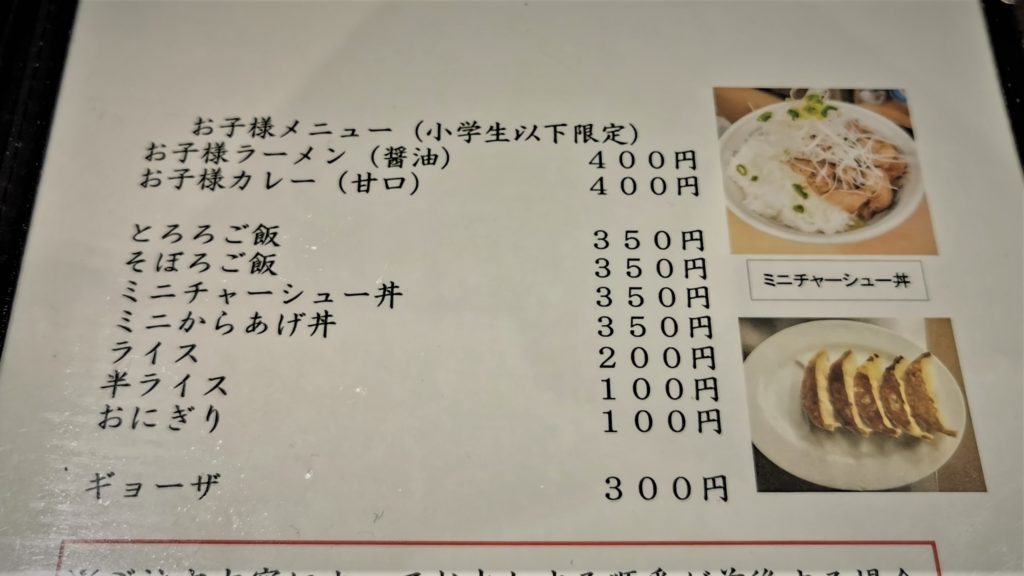 お子様メニュー（小学生以下限定）
お子様ラーメン（醤油） ４００円
お子様カレー（甘口） ４００円
とろろご飯 ３５０円
そぼろご飯 ３５０円
ミニチャーシュー丼 ３５０円
ミニからあげ丼 ３５０円
ライス ２００円
半ライス １００円
おにぎり １００円
ギョーザ ３００円
ミニチャーシュー丼